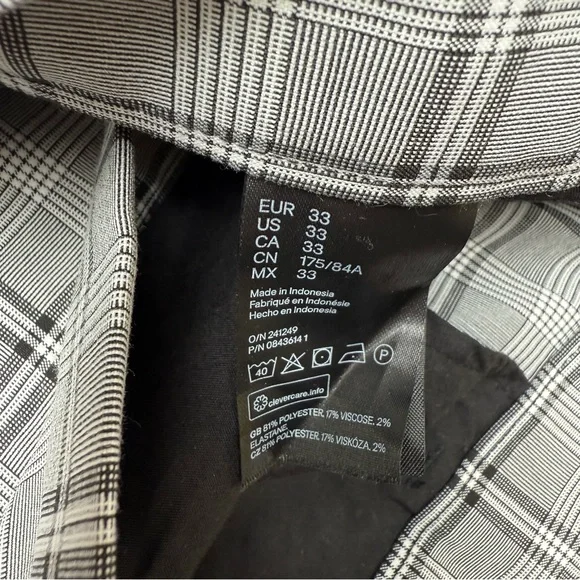 EUR 33
US 33
CA 33
CN 175/84A
MX 33
Made in Indonesia
Fabriqué en Indonésie
Hecho en Indonesia
O/N 241249
P/N 0843614 1
40 P
clevercare.info
GB 81% POLYESTER. 17% VISCOSE. 2%
ELASTANE
CZ 81% POLYESTER. 17% VISKÓZA. 2%